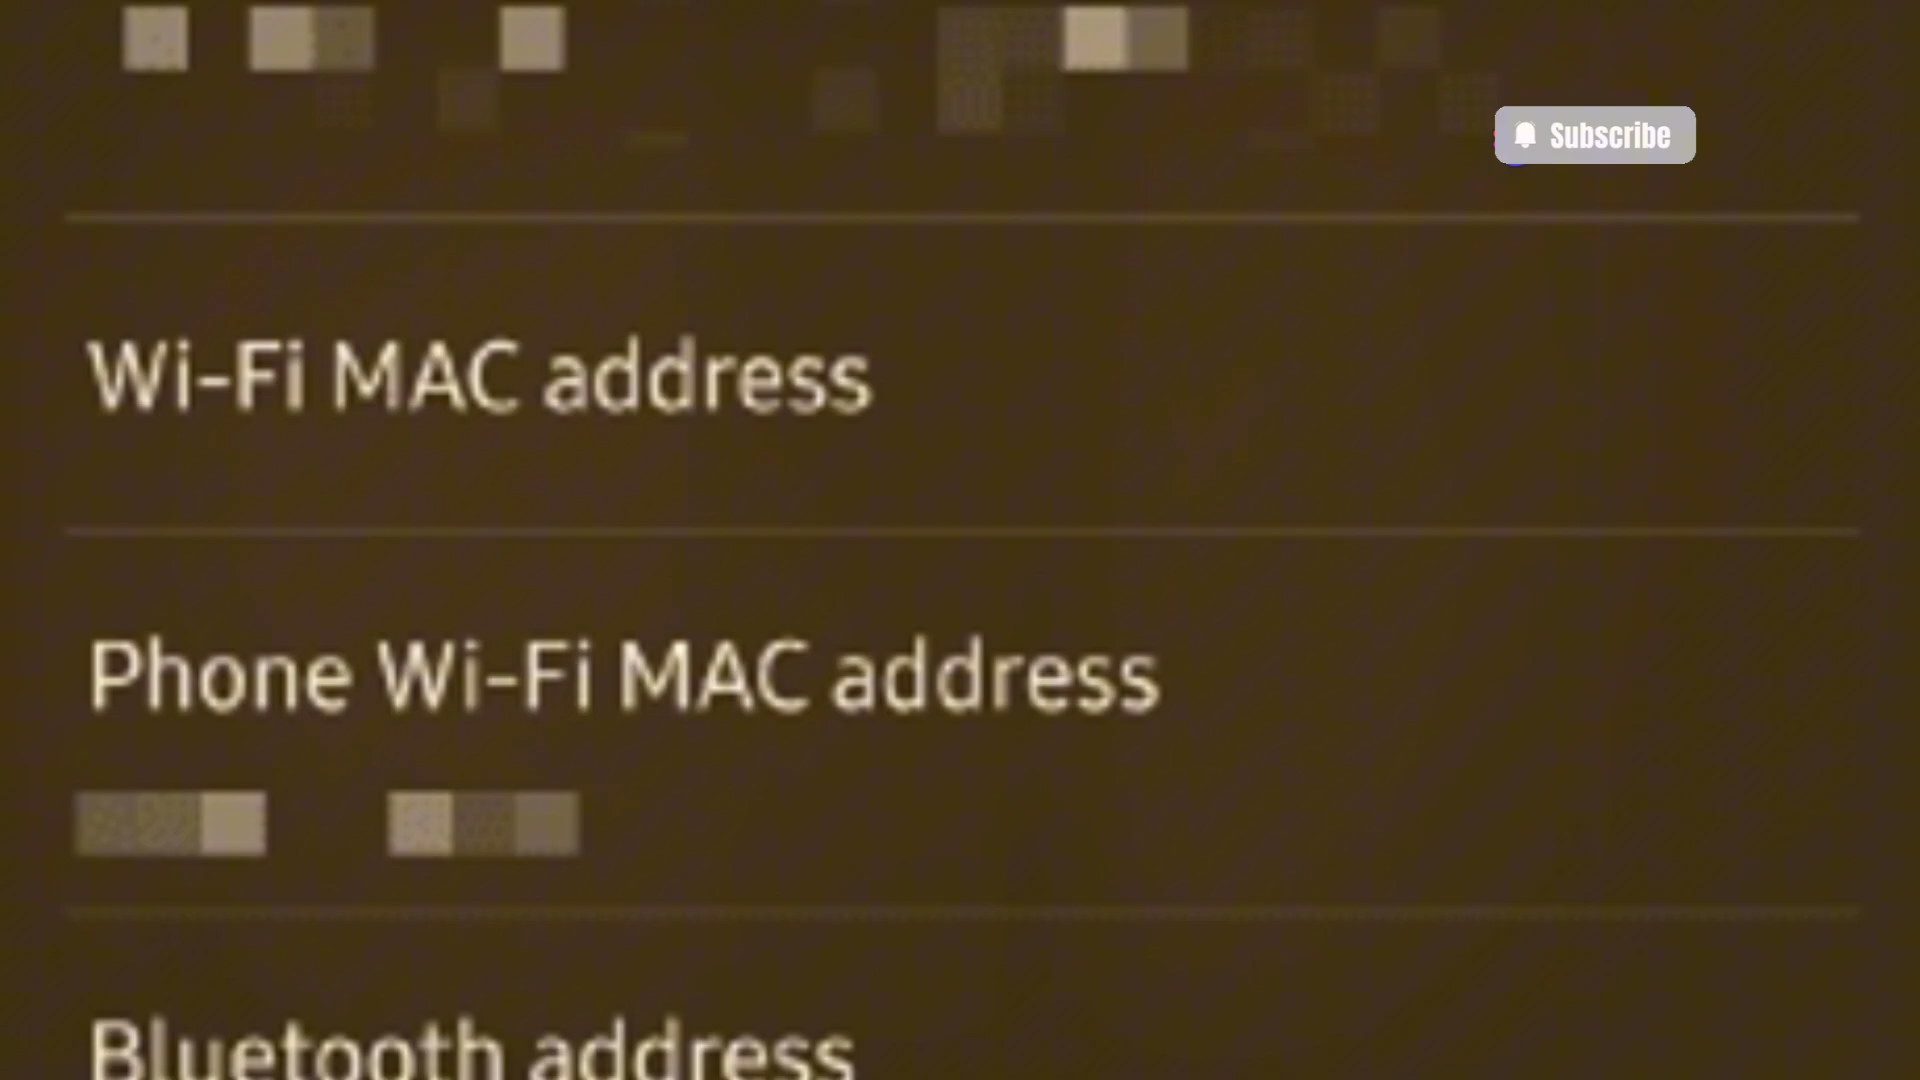 Subscribe
Wi-Fi MAC address
Phone Wi-Fi MAC address
Bluetooth address